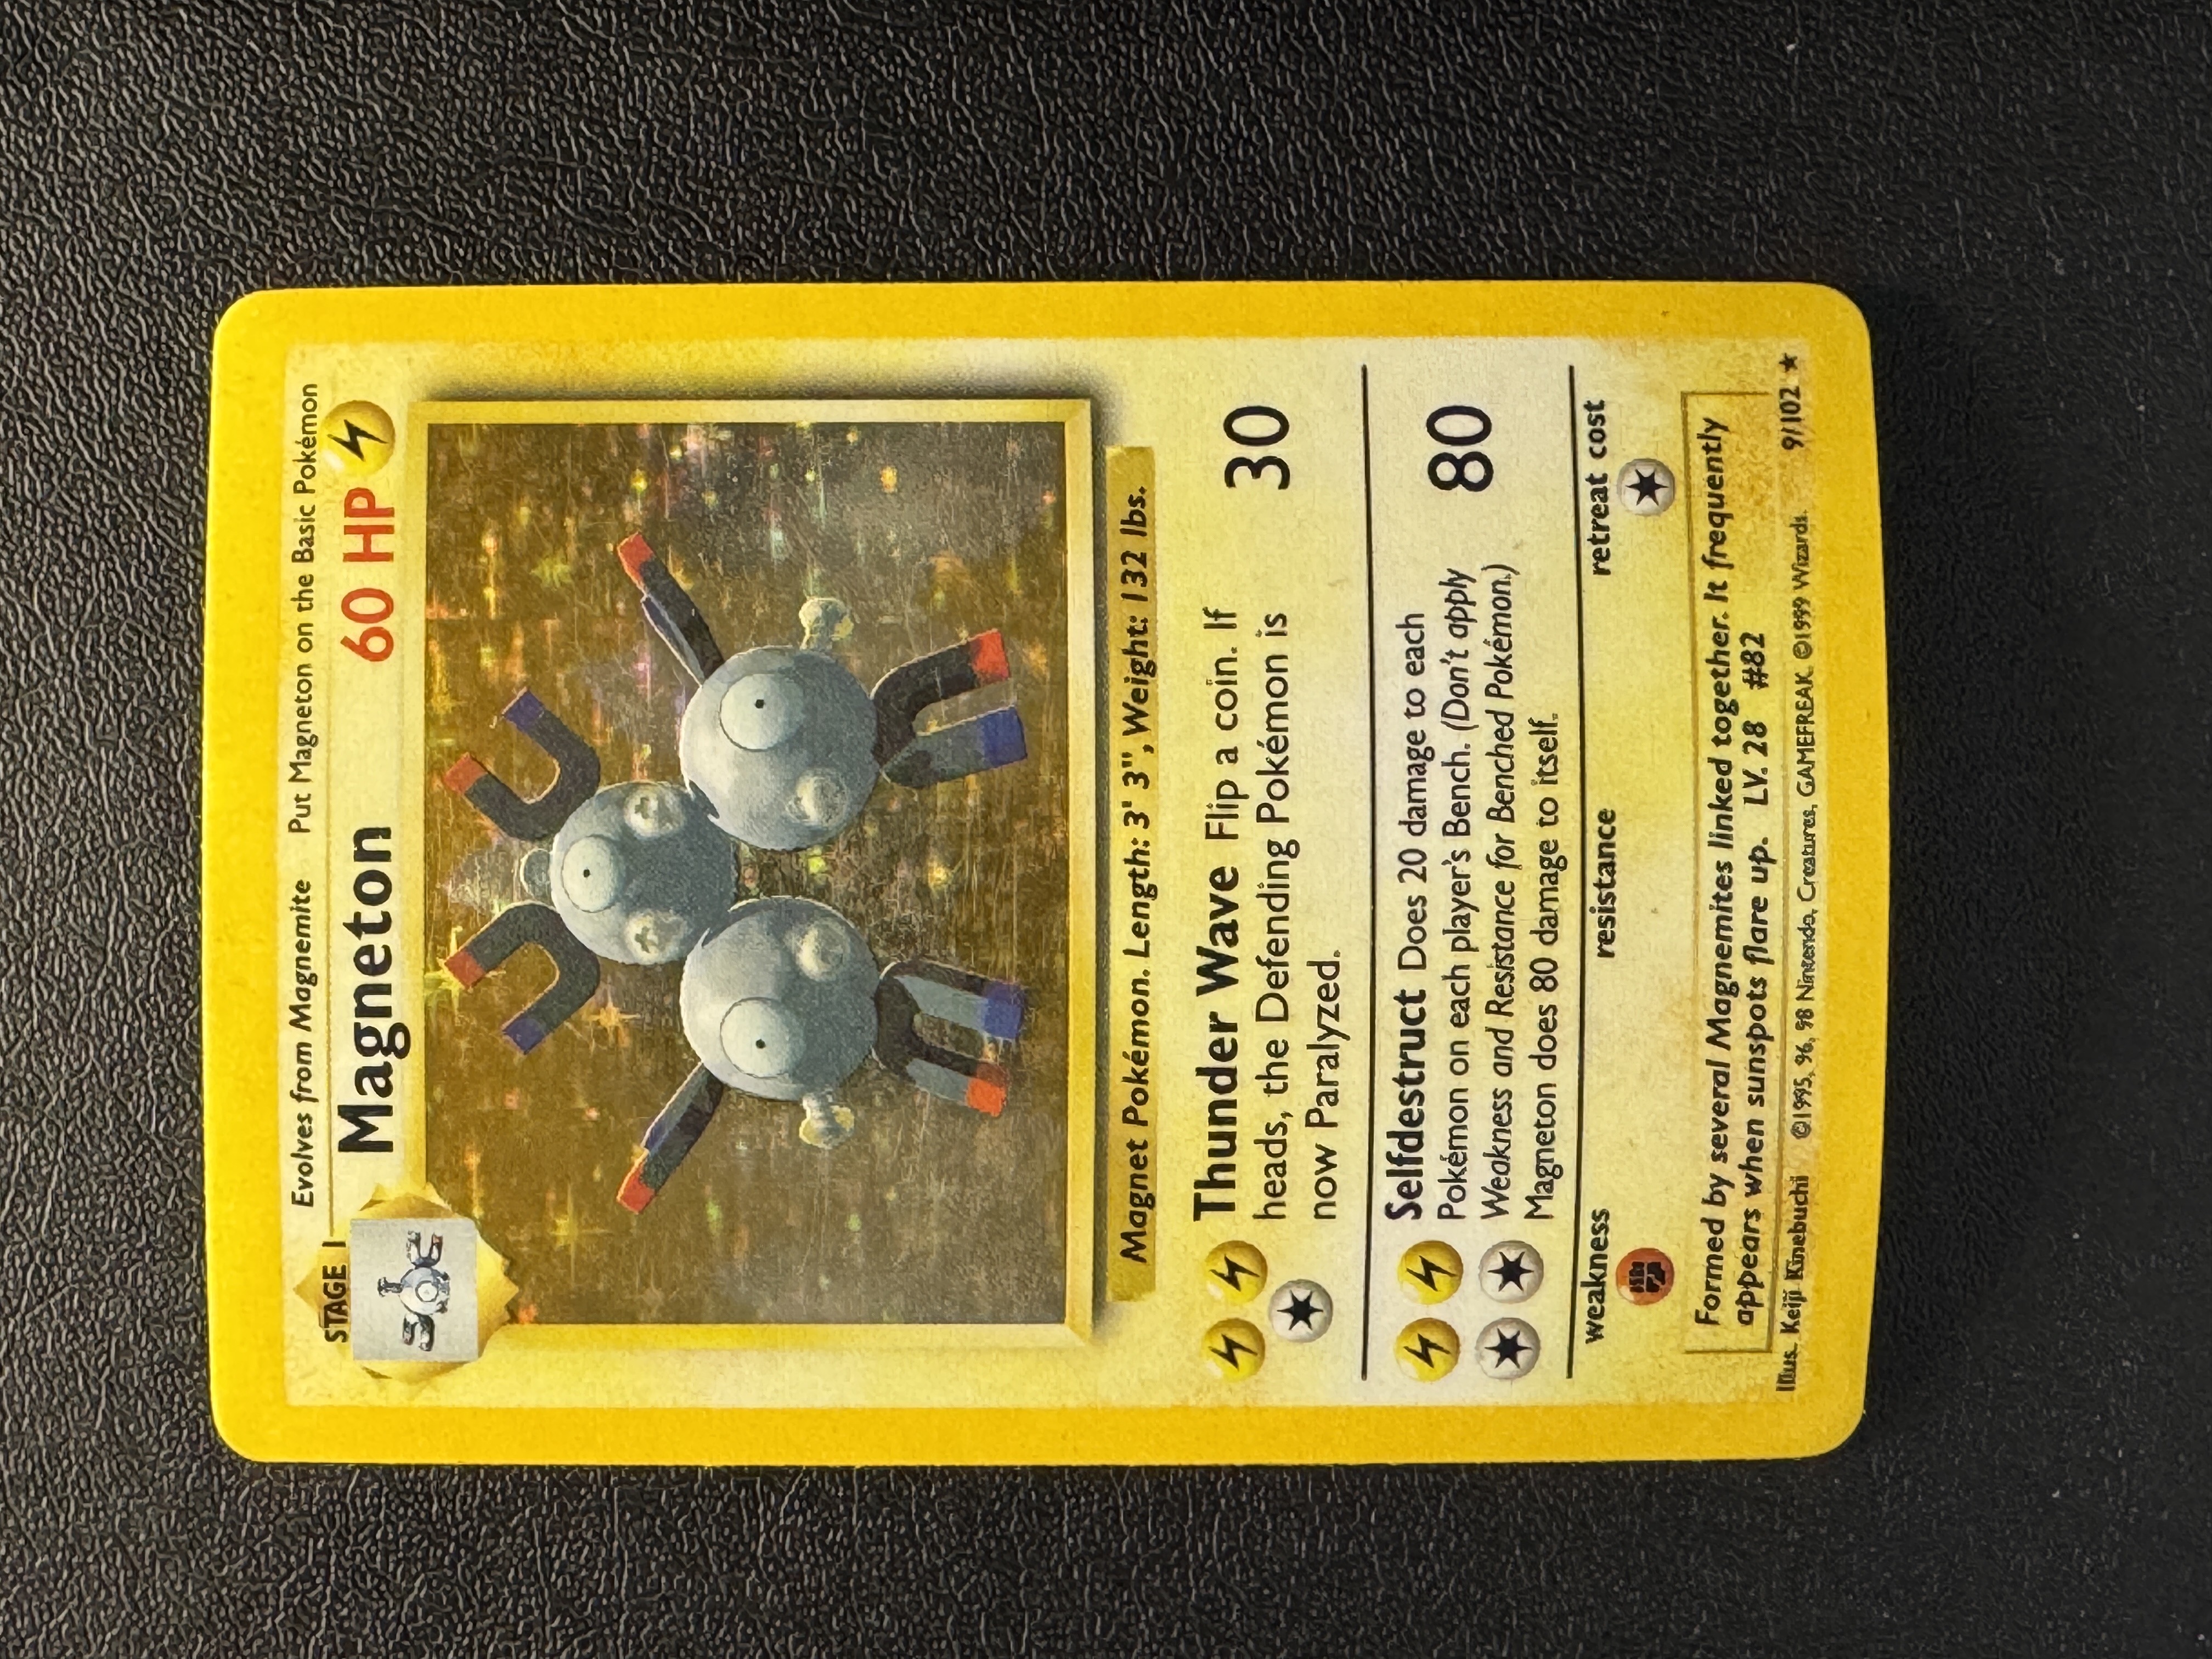 STAGE 1
Evolves from Magnemite Put Magneton on the Basic Pokémon
Magneton 60 HP
Magnet Pokémon. Length: 3' 3", Weight: 132 lbs.
Thunder Wave Flip a coin. If
heads, the Defending Pokémon is
now Paralyzed.
30
Selfdestruct Does 20 damage to each
Pokémon on each player's Bench. (Don't apply
Weakness and Resistance for Benched Pokémon.)
Magneton does 80 damage to itself.
80
weakness resistance retreat cost
Formed by several Magnemites linked together. It frequently
appears when sunspots flare up. LV. 28 #82
Illus. Keiji Kinebuchi ©1995, 96, 98 Nintendo, Creatures, GAMEFREAK. ©1999 Wizards. 9/102 ★